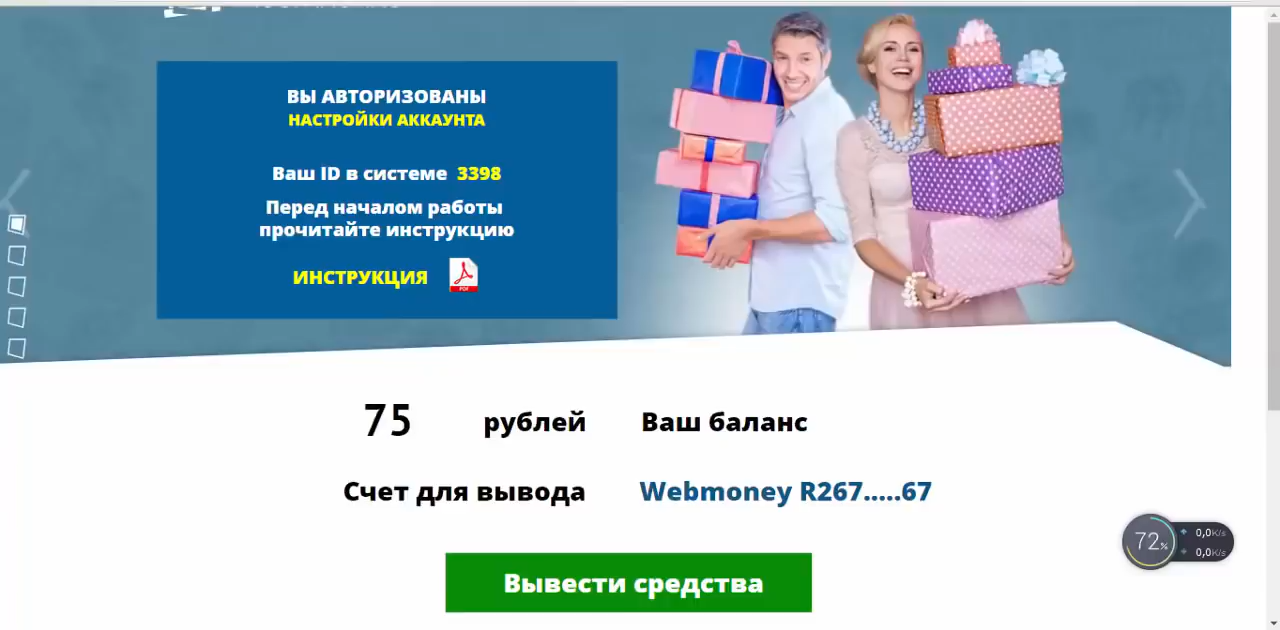 ВЫ АВТОРИЗОВАНЫ
НАСТРОЙКИ АККАУНТА
Ваш ID в системе 3398
Перед началом работы
прочитайте инструкцию
ИНСТРУКЦИЯ
PDF
75 рублей Ваш баланс
Счет для вывода Webmoney R267.....67
72%
0,0K/s
0,0K/s
Вывести средства